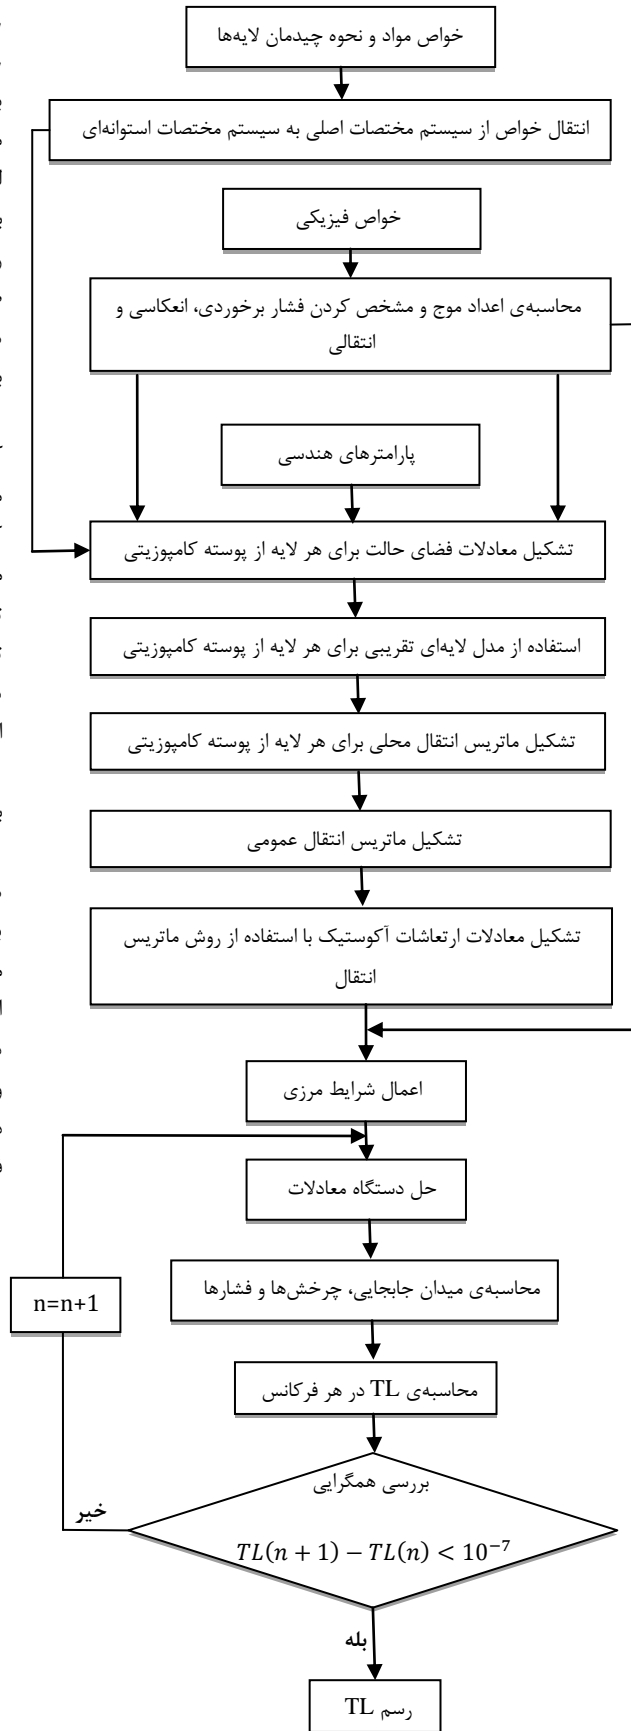 خواص مواد و نحوه چیدمان لایه‌ها
انتقال خواص از سیستم مختصات اصلی به سیستم مختصات استوانه‌ای
خواص فیزیکی
محاسبه‌ی اعداد موج و مشخص کردن فشار برخوردی، انعکاسی و
انتقالی
پارامترهای هندسی
تشکیل معادلات فضای حالت برای هر لایه از پوسته کامپوزیتی
استفاده از مدل لایه‌ای تقریبی برای هر لایه از پوسته کامپوزیتی
تشکیل ماتریس انتقال محلی برای هر لایه از پوسته کامپوزیتی
تشکیل ماتریس انتقال عمومی
تشکیل معادلات ارتعاشات آکوستیک با استفاده از روش ماتریس
انتقال
اعمال شرایط مرزی
حل دستگاه معادلات
محاسبه‌ی میدان جابجایی، چرخش‌ها و فشارها
n=n+1
محاسبه‌ی TL در هر فرکانس
بررسی همگرایی
خیر
TL(n + 1) − TL(n) < 10⁻⁷
بله
رسم TL